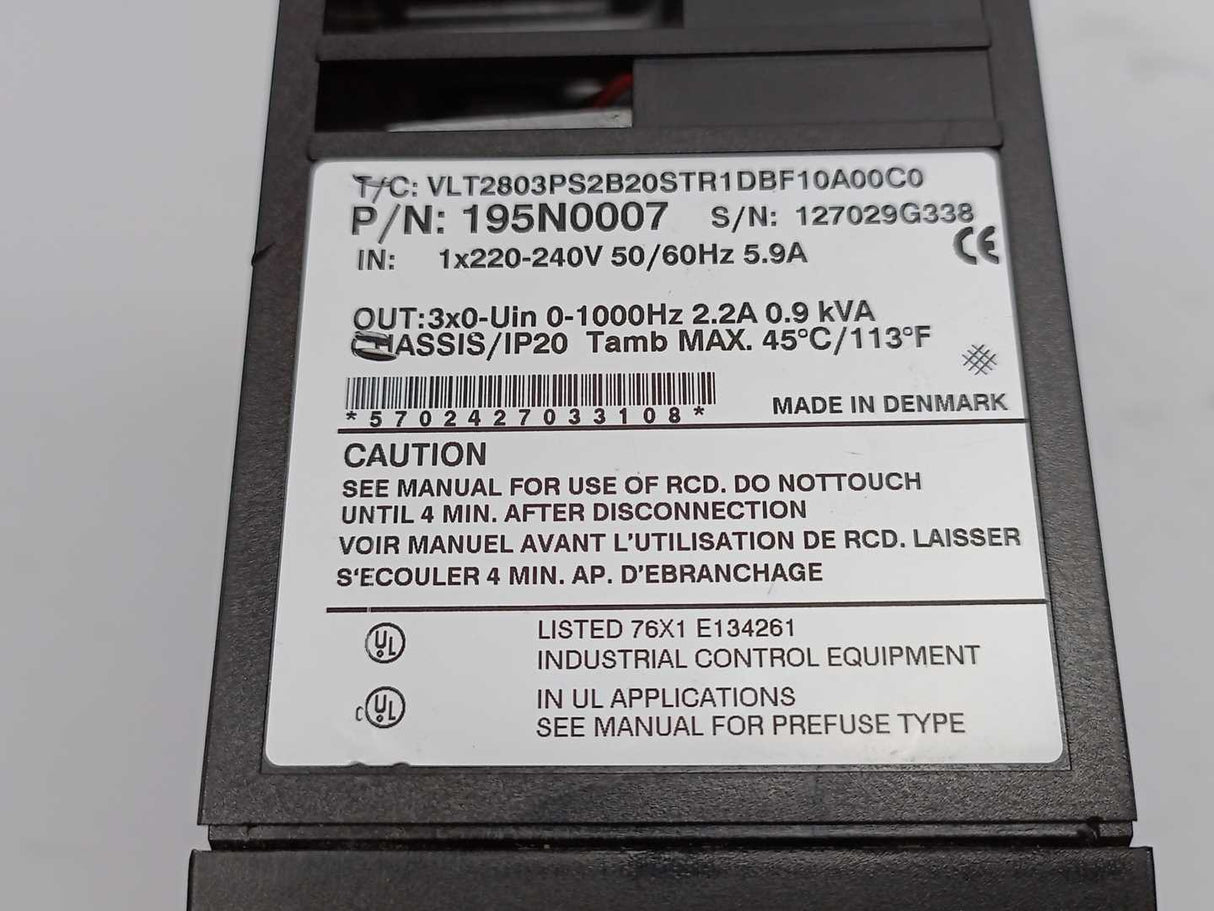 T/C: VLT2803PS2B20STR1DBF10A00C0
P/N: 195N0007 S/N: 127029G338
IN: 1x220-240V 50/60Hz 5.9A
CE
OUT:3x0-Uin 0-1000Hz 2.2A 0.9 kVA
CHASSIS/IP20 Tamb MAX. 45°C/113°F
*5702427033108*
MADE IN DENMARK
CAUTION
SEE MANUAL FOR USE OF RCD. DO NOTTOUCH
UNTIL 4 MIN. AFTER DISCONNECTION
VOIR MANUEL AVANT L'UTILISATION DE RCD. LAISSER
S'ECOULER 4 MIN. AP. D'EBRANCHAGE
UL LISTED 76X1 E134261
INDUSTRIAL CONTROL EQUIPMENT
c UL IN UL APPLICATIONS
SEE MANUAL FOR PREFUSE TYPE